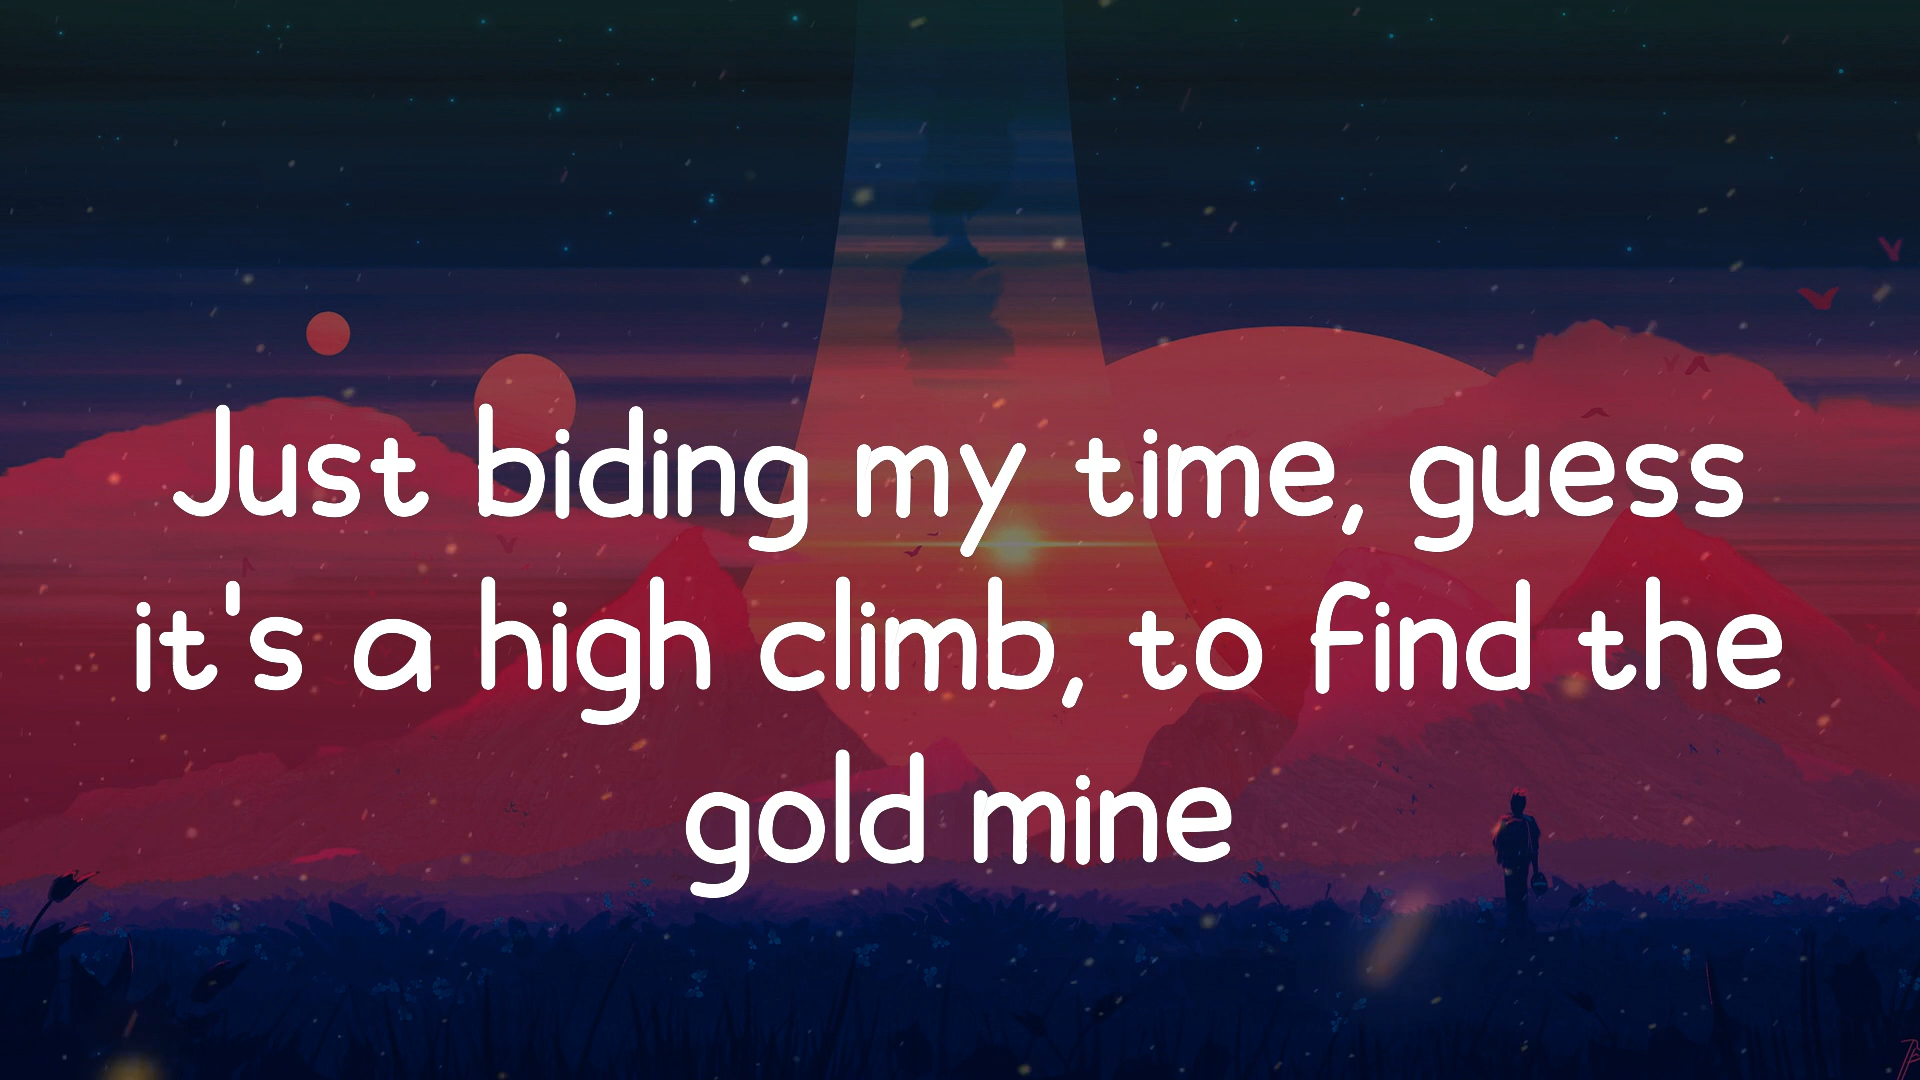 Just biding my time, guess
it's a high climb, to find the
gold mine